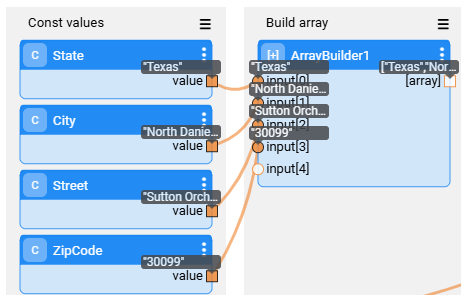 Const values
State
"Texas"
value
City
"North Danie...
value
Street
"Sutton Orch...
value
ZipCode
"30099"
value
Build array
ArrayBuilder1
"Texas"
["Texas","Nor...
input[0]
[array]
"North Danie...
input[1]
"Sutton Orch...
input[2]
"30099"
input[3]
input[4]